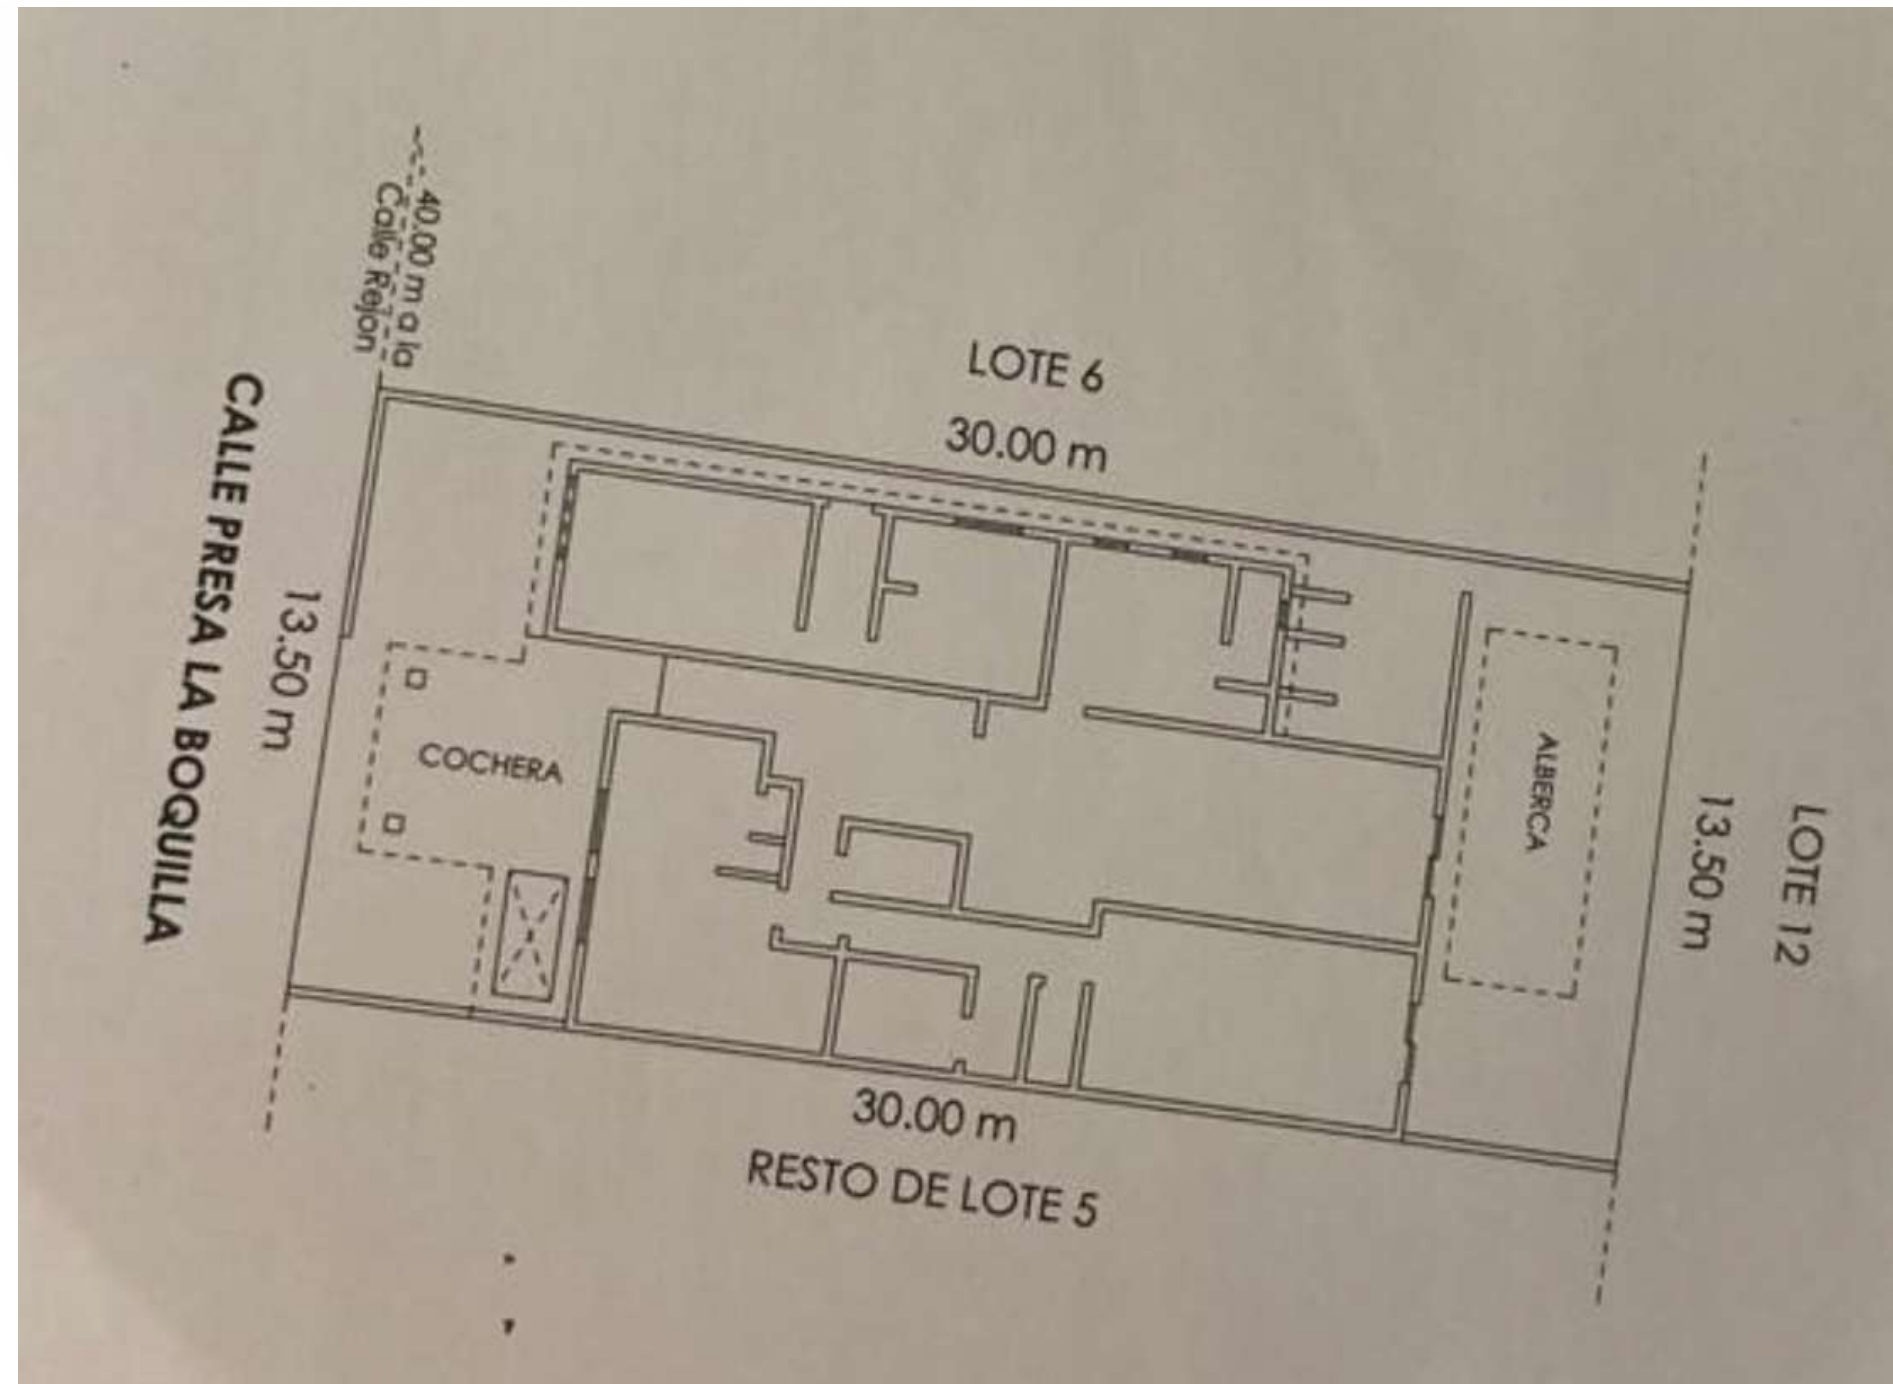 40.00 m a la
Calle Rejon
LOTE 6
30.00 m
CALLE PRESA LA BOQUILLA
13.50 m
COCHERA
ALBERCA
13.50 m
LOTE 12
30.00 m
RESTO DE LOTE 5